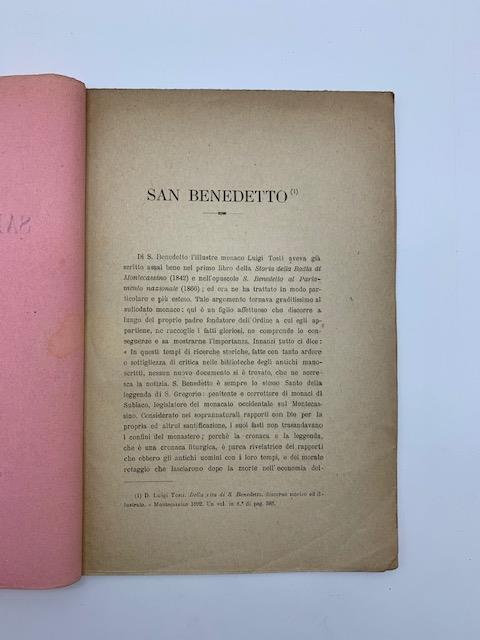 SAN BENEDETTO (1)
Di S. Benedetto l'illustre monaco Luigi Tosti aveva già
scritto assai bene nel primo libro della Storia della Badia di
Montecassino (1842) e nell'opuscolo S. Benedetto al Parla-
mento nazionale (1866); ed ora ne ha trattato in modo par-
ticolare e più esteso. Tale argomento tornava graditissimo al
sullodato monaco: qui è un figlio affettuoso che discorre a
lungo del proprio padre fondatore dell'Ordine a cui egli ap-
partiene, ne raccoglie i fatti gloriosi, ne comprende le con-
seguenze e sa mostrarne l'importanza. Innanzi tutto ci dice:
« In questi tempi di ricerche storiche, fatte con tanto ardore
e sottigliezza di critica nelle biblioteche degli antichi mano-
scritti, nessun nuovo documento si è trovato, che ne accre-
sca la notizia. S. Benedetto è sempre lo stesso Santo della
leggenda di S. Gregorio: penitente e correttore di monaci di
Subiaco, legislatore del monacato occidentale sul Monteca-
sino. Considerato nei soprannaturali rapporti con Dio per la
propria ed altrui santificazione, i suoi fasti non trasandavano
i confini del monastero; perchè la cronaca e la leggenda,
che è una cronaca liturgica, è parca rivelatrice dei rapporti
che ebbero gli antichi uomini con i loro tempi, e del morale
retaggio che lasciarono dopo la morte nell'economia del-
(1) D. Luigi Tosti. Della vita di S. Benedetto, discorso storico ed il-
lustrato. - Montecassino 1892. Un vol. in 8.° di pag.
SAN